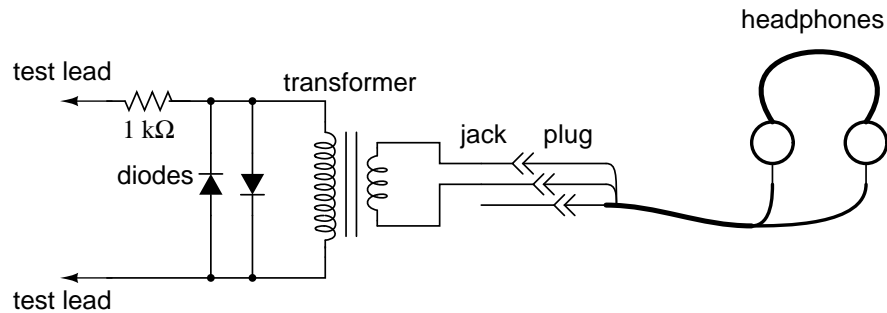 headphones
test lead
transformer
1 kΩ
jack
plug
diodes
test lead